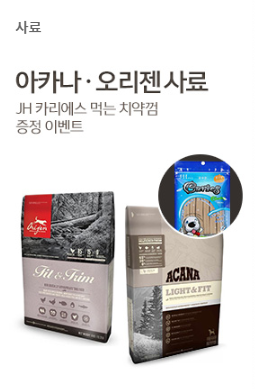 사료
아카나 · 오리젠 사료
JH 카리에스 먹는 치약껌
증정 이벤트
Orijen
Fit & Trim
ACANA
LIGHT & FIT